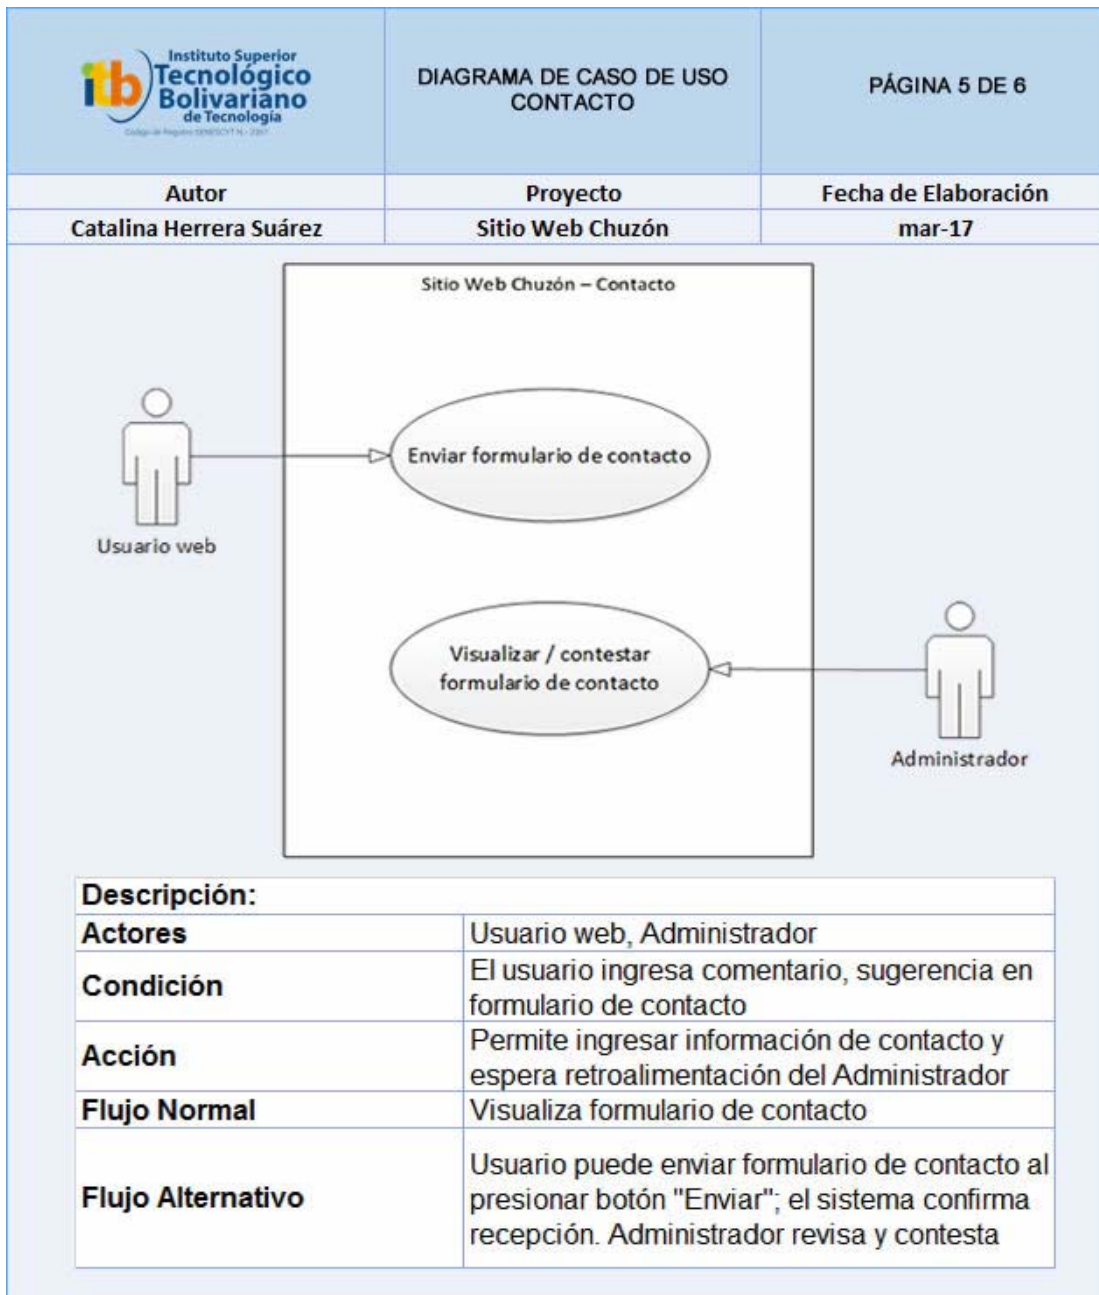 Instituto Superior
itb Tecnológico
Bolivariano
de Tecnología
DIAGRAMA DE CASO DE USO
CONTACTO
PÁGINA 5 DE 6
Autor
Proyecto
Fecha de Elaboración
Catalina Herrera Suárez
Sitio Web Chuzón
mar-17
Sitio Web Chuzón – Contacto
Enviar formulario de contacto
Usuario web
Visualizar / contestar
formulario de contacto
Administrador
Descripción:
Actores
Usuario web, Administrador
Condición
El usuario ingresa comentario, sugerencia en
formulario de contacto
Acción
Permite ingresar información de contacto y
espera retroalimentación del Administrador
Flujo Normal
Visualiza formulario de contacto
Flujo Alternativo
Usuario puede enviar formulario de contacto al
presionar botón "Enviar"; el sistema confirma
recepción. Administrador revisa y contesta